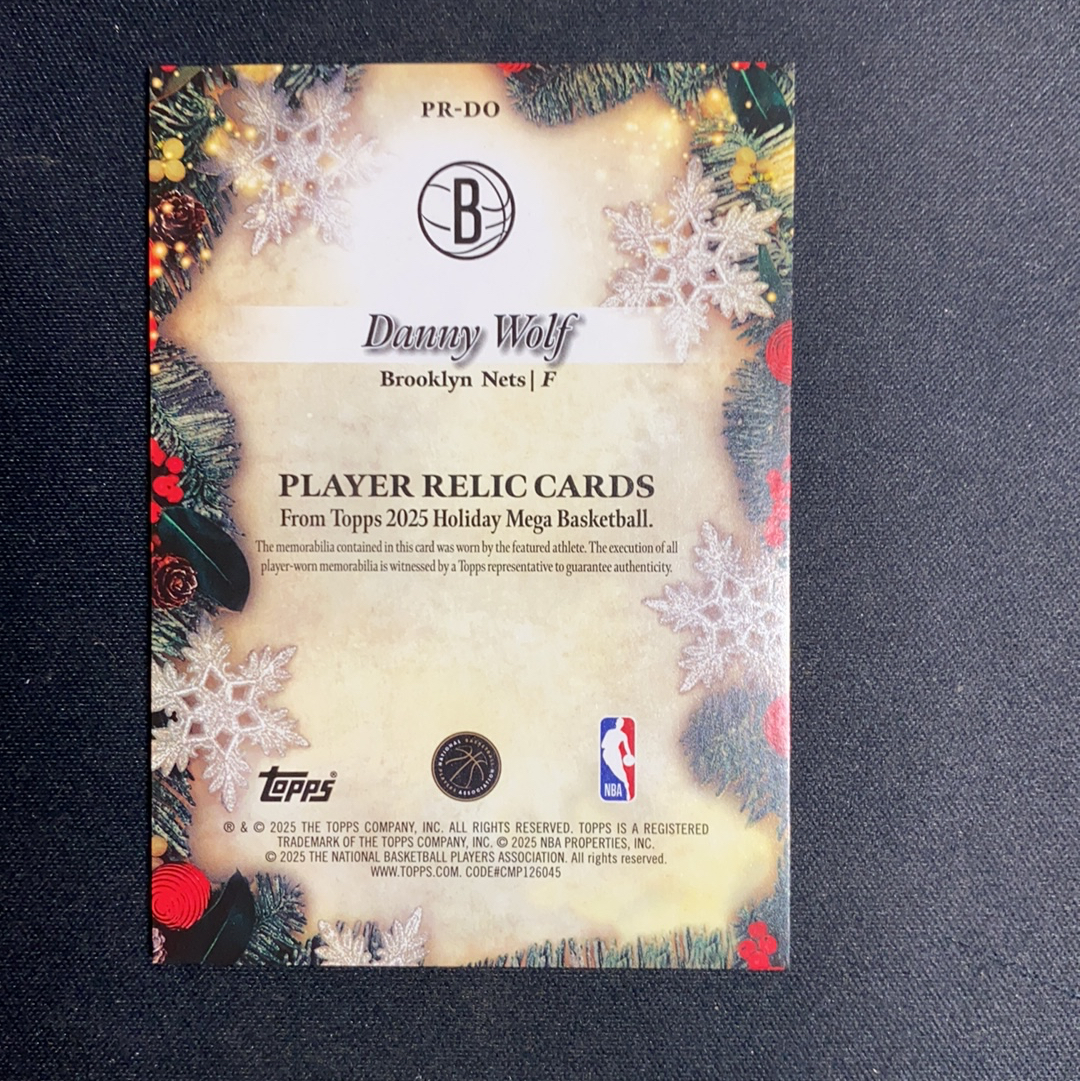 PR-DO
B
Danny Wolf
Brooklyn Nets | F
PLAYER RELIC CARDS
From Topps 2025 Holiday Mega Basketball.
The memorabilia contained in this card was worn by the featured athlete. The execution of all
player-worn memorabilia is witnessed by a Topps representative to guarantee authenticity.
topps®
NATIONAL BASKETBALL PLAYERS ASSOCIATION
NBA
® & © 2025 THE TOPPS COMPANY, INC. ALL RIGHTS RESERVED. TOPPS IS A REGISTERED
TRADEMARK OF THE TOPPS COMPANY, INC. © 2025 NBA PROPERTIES, INC.
© 2025 THE NATIONAL BASKETBALL PLAYERS ASSOCIATION. All rights reserved.
WWW.TOPPS.COM. CODE#CMP126045